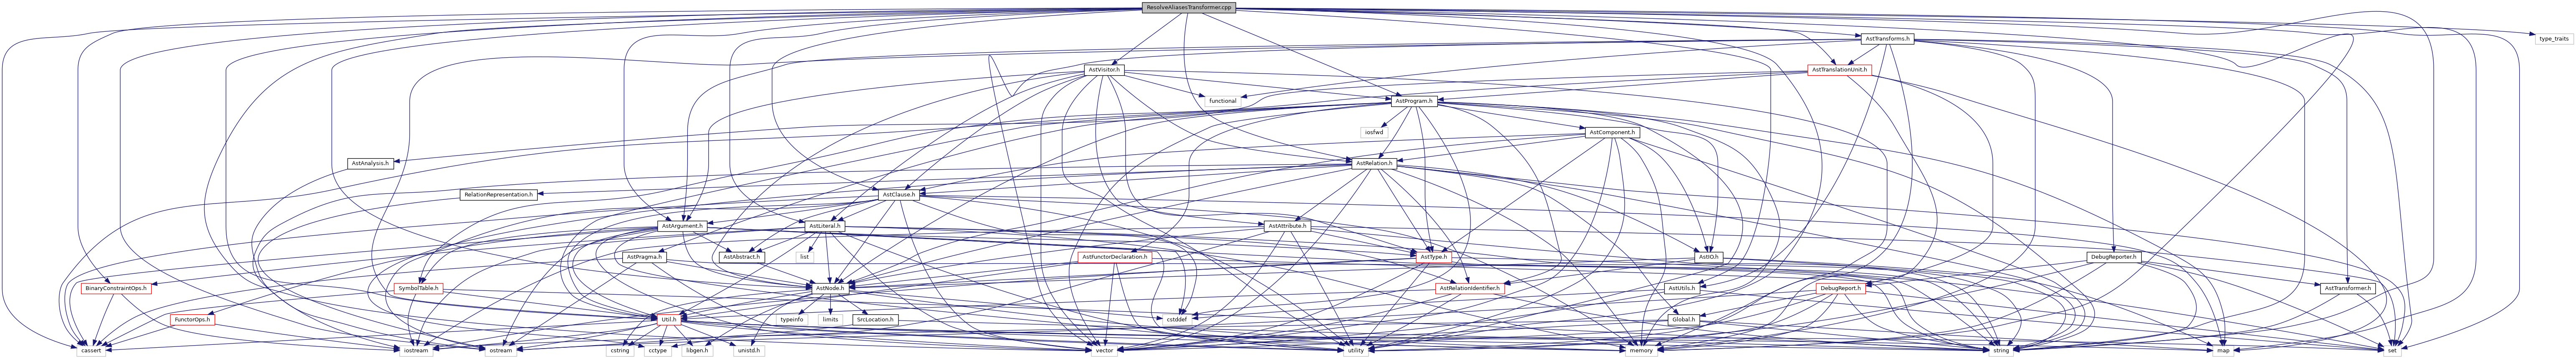 ResolveAliasesTransformer.cpp
AstTransforms.h
type_traits
AstVisitor.h
AstTranslationUnit.h
functional
AstProgram.h
iosfwd
AstComponent.h
AstAnalysis.h
AstRelation.h
RelationRepresentation.h
AstClause.h
AstArgument.h
AstLiteral.h
AstAttribute.h
AstPragma.h
AstAbstract.h
list
AstFunctorDeclaration.h
AstType.h
AstIO.h
DebugReporter.h
BinaryConstraintOps.h
SymbolTable.h
AstNode.h
AstRelationIdentifier.h
AstUtils.h
DebugReport.h
AstTransformer.h
FunctorOps.h
Util.h
typeinfo
limits
SrcLocation.h
cstddef
Global.h
cassert
iostream
ostream
cstring
cctype
libgen.h
unistd.h
vector
utility
memory
string
map
set